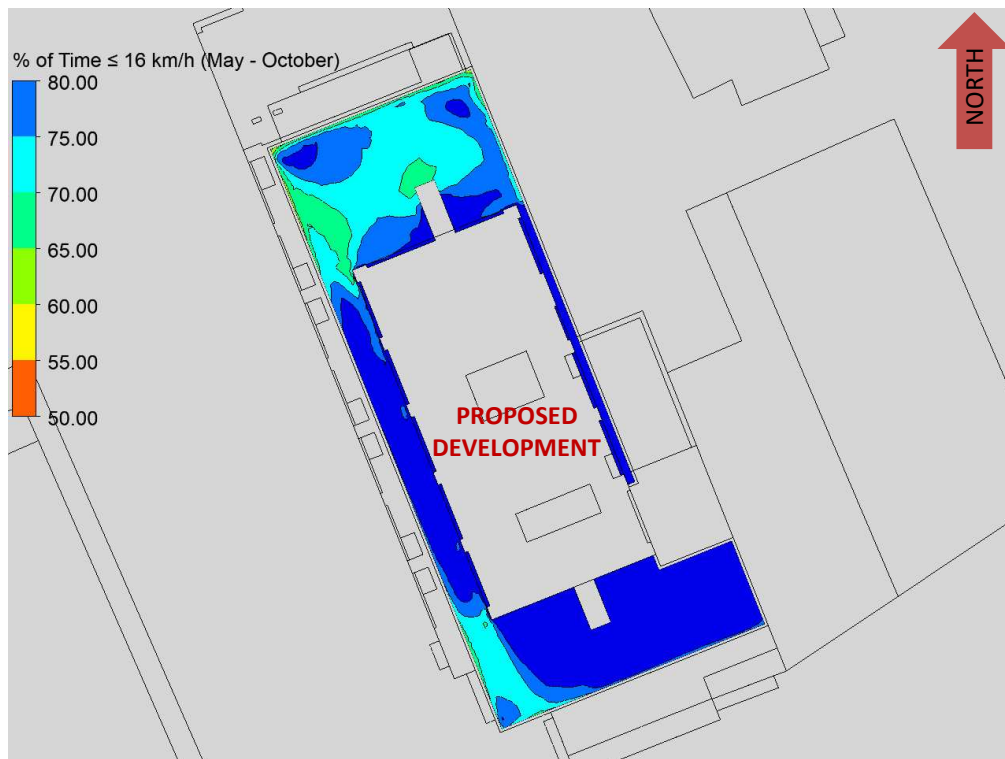 % of Time ≤ 16 km/h (May - October)
80.00
75.00
70.00
65.00
60.00
55.00
50.00
NORTH
PROPOSED
DEVELOPMENT